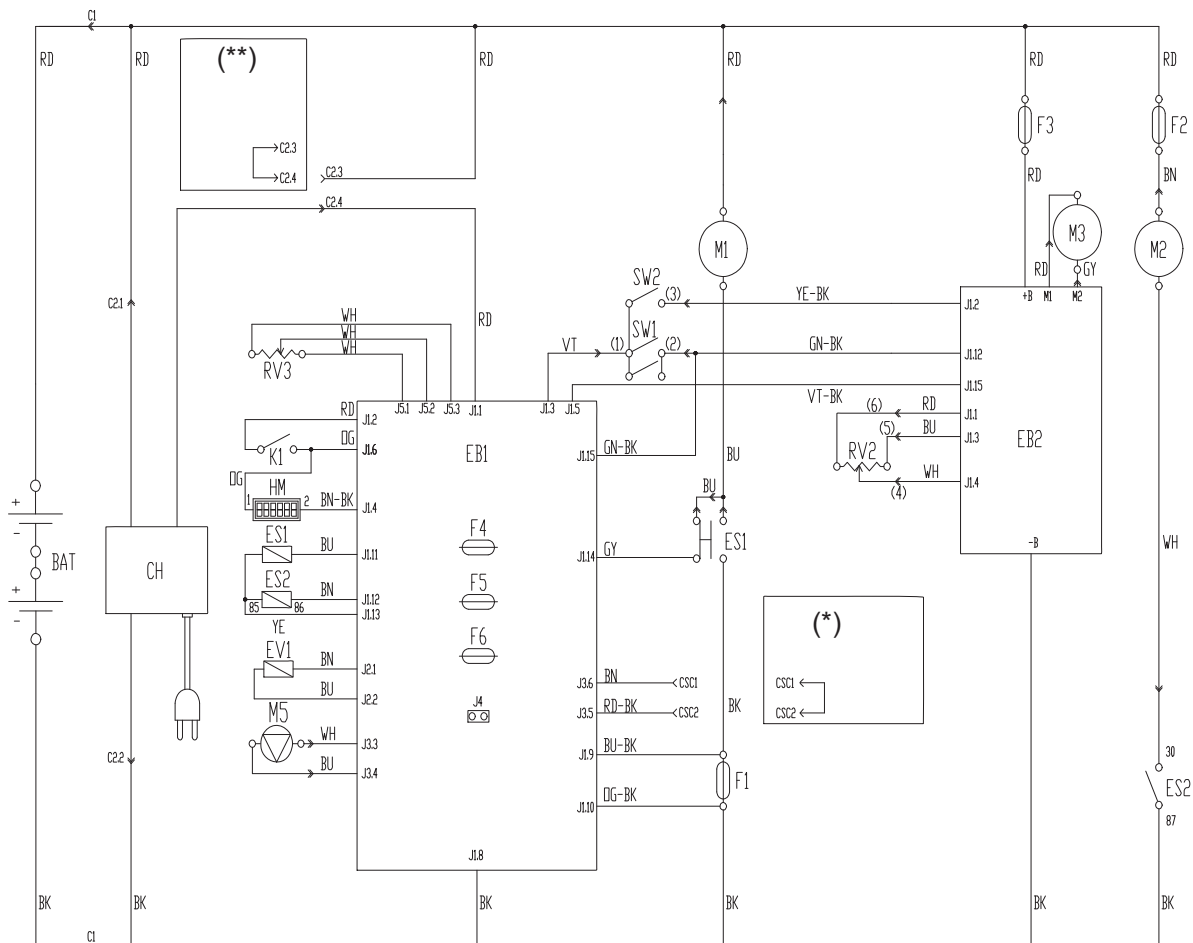 C1
RD RD (**) RD RD RD RD
F3 F2
C2.3
C2.4 C2.3
RD BN
C2.4
M1 M3 M2
SW2 RD GY
(3) YE-BK +B M1 M2
C2.1 J1.2
WH
WH RD SW1
WH VT (1) (2) GN-BK J1.12
RV3
VT-BK J1.15
J5.1 J5.2 J5.3 J1.1 J1.3 J1.5
RD J1.2 (6) RD J1.1
OG J1.6 EB1 (5) BU J1.3 EB2
K1 GN-BK J1.15 BU RV2
OG HM WH J1.4
1 2 BN-BK J1.4 BU (4)
+
- F4
ES1 BU J1.11 GY J1.14 ES1 -B WH
BAT CH
ES2 BN J1.12 F5
+ 85 86 J1.13
- YE F6 (*)
EV1 BN J2.1
BU J2.2 J3.6 BN CSC1 CSC1
M5 J4 J3.5 RD-BK CSC2 BK CSC2
WH J3.3
C2.2 J1.9 BU-BK 30
BU J3.4 F1 ES2
J1.10 OG-BK 87
J1.8
BK BK BK BK BK BK
C1